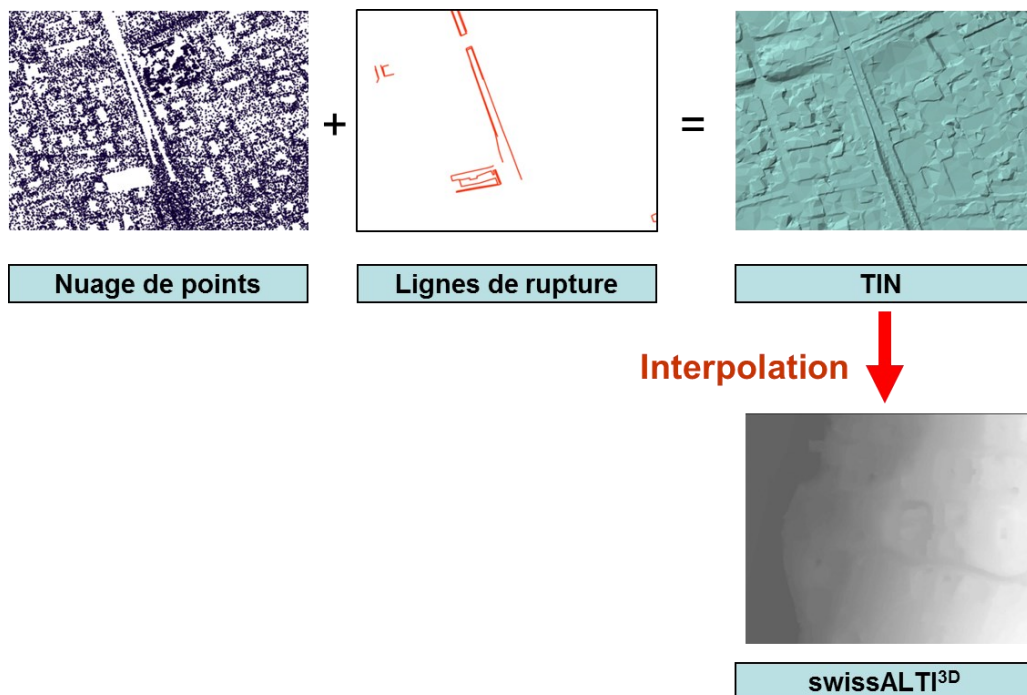 +
=
Nuage de points
Lignes de rupture
TIN
Interpolation
swissALTI3D